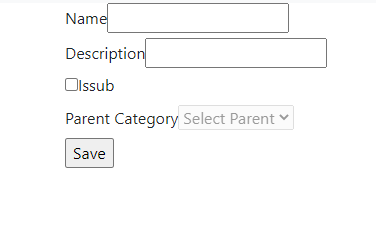 Name
Description
Issub
Parent Category Select Parent
Save